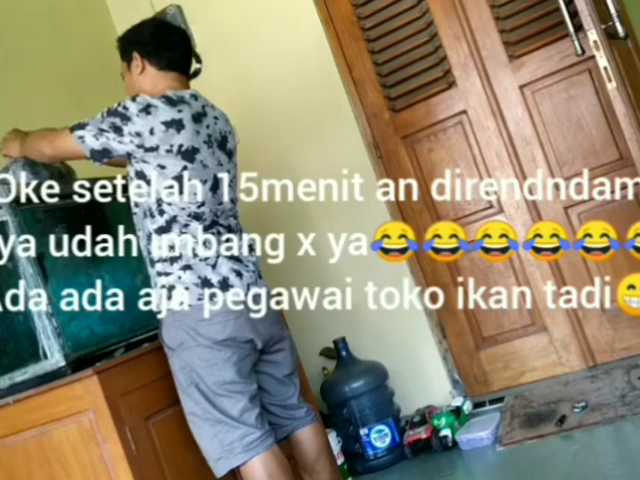 Oke setelah 15menit an direndndam
ya udah imbang x ya😂😂😂😂😂😂
Ada ada aja pegawai toko ikan tadi😁